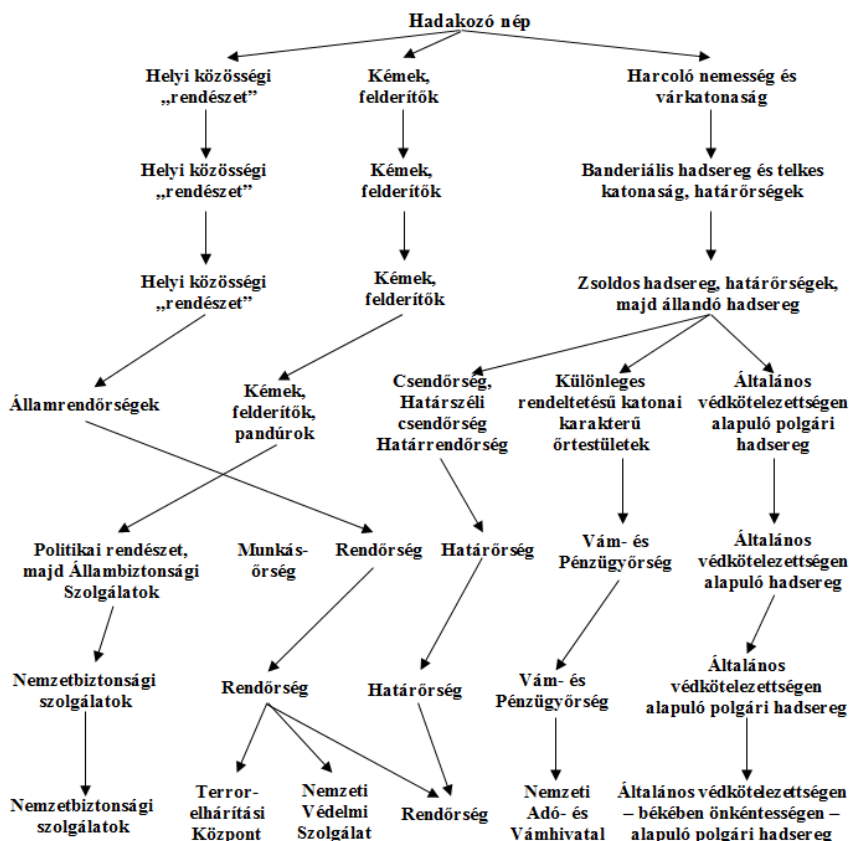 Hadakozó nép
Helyi közösségi
„rendészet”
Kémek,
felderítők
Harcoló nemesség és
várkatonaság
Helyi közösségi
„rendészet”
Kémek,
felderítők
Banderiális hadsereg és telkes
katonaság, határőrségek
Helyi közösségi
„rendészet”
Kémek,
felderítők
Zsoldos hadsereg, határőrségek,
majd állandó hadsereg
Államrendőrségek
Kémek,
felderítők,
pandúrok
Csendőrség,
Határszéli
csendőrség
Határrendőrség
Különleges
rendeltetésű katonai
karakterű
őrtestületek
Általános
védkötelezettségen
alapuló polgári
hadsereg
Politikai rendészet,
majd Állambiztonsági
Szolgálatok
Munkás-
őrség
Rendőrség
Határőrség
Vám- és
Pénzügyőrség
Általános
védkötelezettségen
alapuló hadsereg
Nemzetbiztonsági
szolgálatok
Rendőrség
Határőrség
Vám- és
Pénzügyőrség
Általános
védkötelezettségen
alapuló polgári hadsereg
Nemzetbiztonsági
szolgálatok
Terror-
elhárítási
Központ
Nemzeti
Védelmi
Szolgálat
Rendőrség
Nemzeti
Adó- és
Vámhivatal
Általános védkötelezettségen
– békében önkéntességen –
alapuló polgári hadsereg